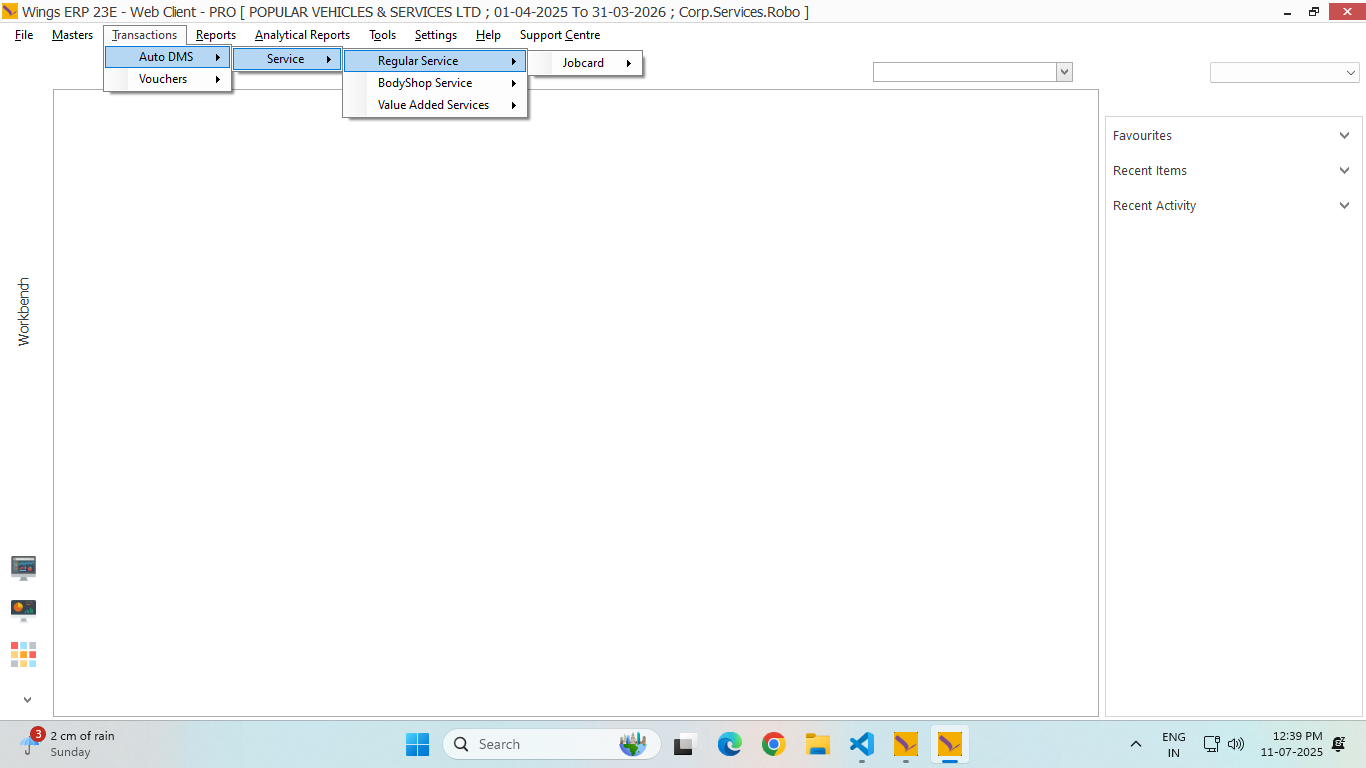 Wings ERP 23E - Web Client - PRO [ POPULAR VEHICLES & SERVICES LTD ; 01-04-2025 To 31-03-2026 ; Corp.Services.Robo ]
File Masters Transactions Reports Analytical Reports Tools Settings Help Support Centre
Auto DMS
Vouchers
Service
Regular Service
BodyShop Service
Value Added Services
Jobcard
Favourites
Recent Items
Recent Activity
Workbench
3
2 cm of rain
Sunday
Search
ENG
IN
12:39 PM
11-07-2025